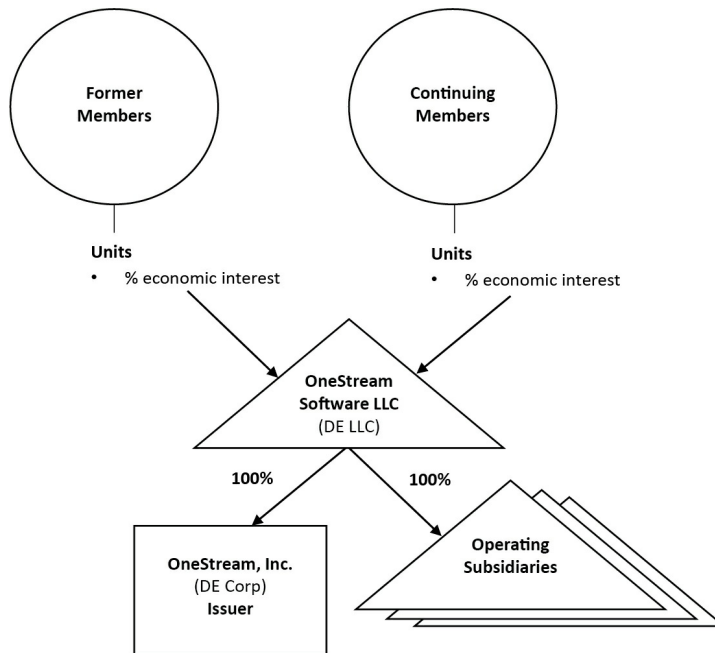 Former
Members
Continuing
Members
Units
• % economic interest
Units
• % economic interest
OneStream
Software LLC
(DE LLC)
100%
100%
OneStream, Inc.
(DE Corp)
Issuer
Operating
Subsidiaries